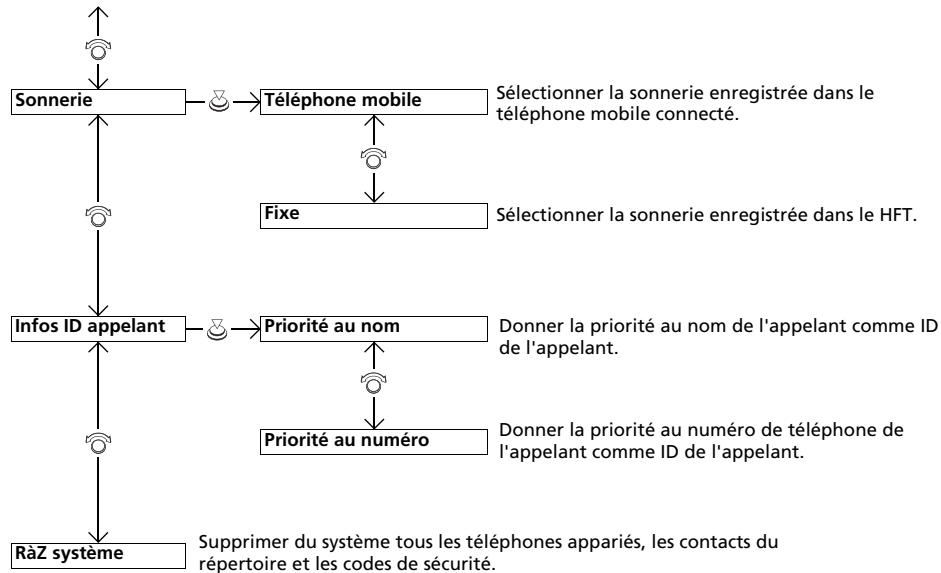 Sonnerie
Téléphone mobile
Sélectionner la sonnerie enregistrée dans le
téléphone mobile connecté.
Fixe
Sélectionner la sonnerie enregistrée dans le HFT.
Infos ID appelant
Priorité au nom
Donner la priorité au nom de l'appelant comme ID
de l'appelant.
Priorité au numéro
Donner la priorité au numéro de téléphone de
l'appelant comme ID de l'appelant.
RàZ système
Supprimer du système tous les téléphones appariés, les contacts du
répertoire et les codes de sécurité.